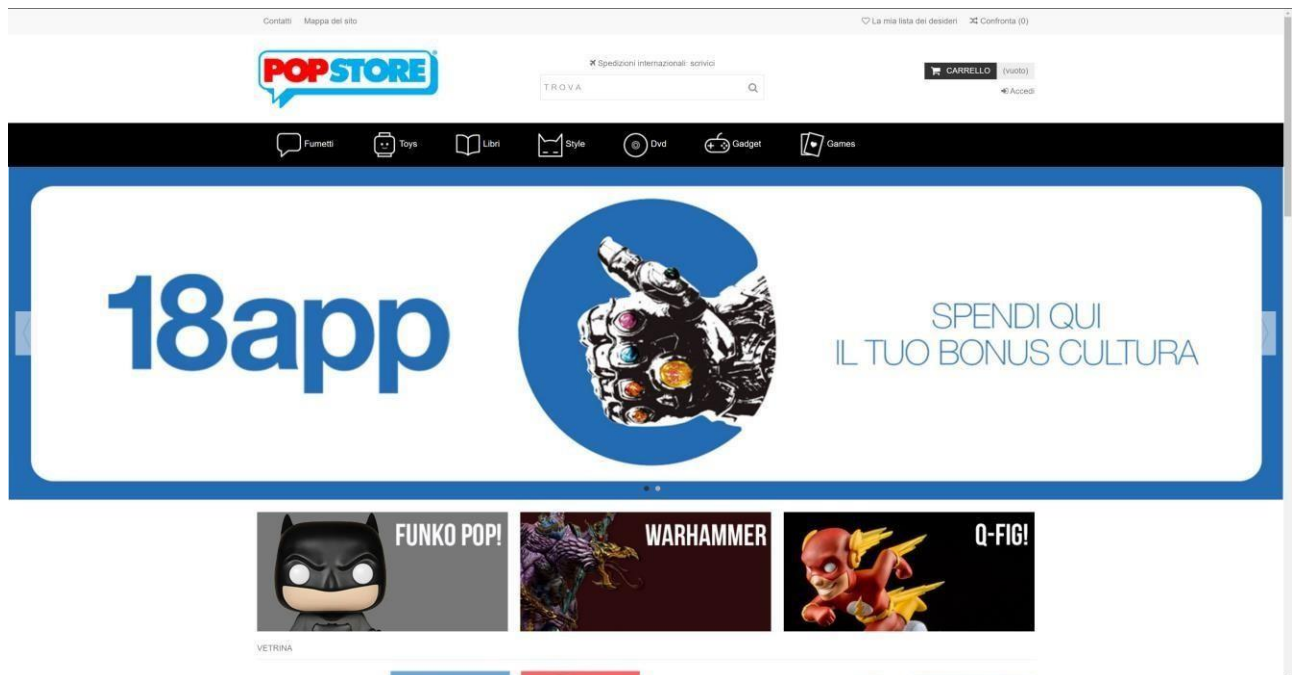 Contatti Mappa del sito
La mia lista dei desideri Confronta (0)
POPSTORE
Spedizioni internazionali: scrivici
TROVA
CARRELLO (vuoto)
Accedi
Fumetti Toys Libri Style Dvd Gadget Games
18app
SPENDI QUI
IL TUO BONUS CULTURA
FUNKO POP!
WARHAMMER
Q-FIG!
VETRINA